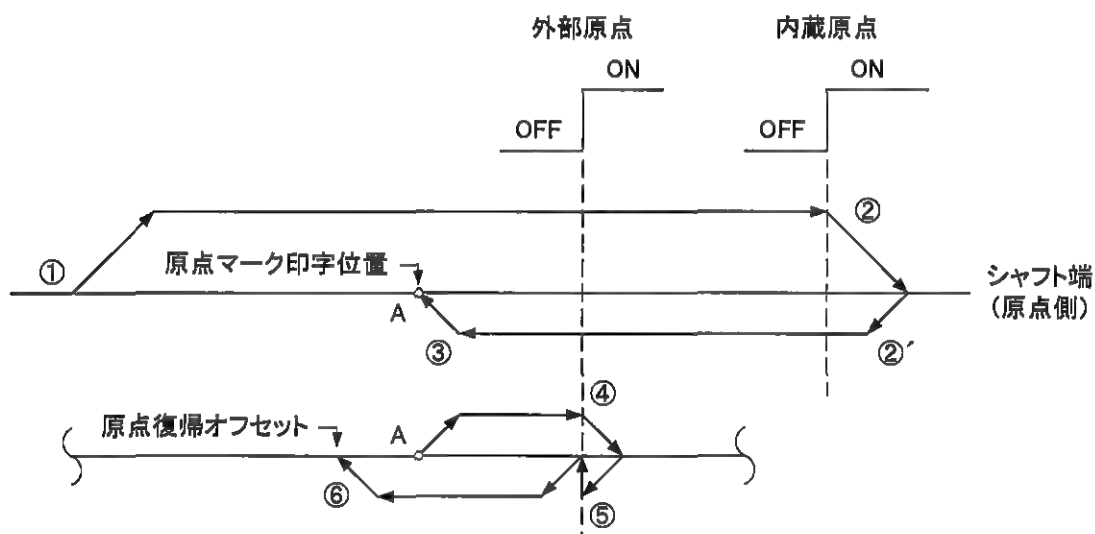 外部原点
内蔵原点
ON
ON
OFF
OFF
②
原点マーク印字位置
①
シャフト端
(原点側)
A
③
②´
④
原点復帰オフセット
A
⑥
⑤